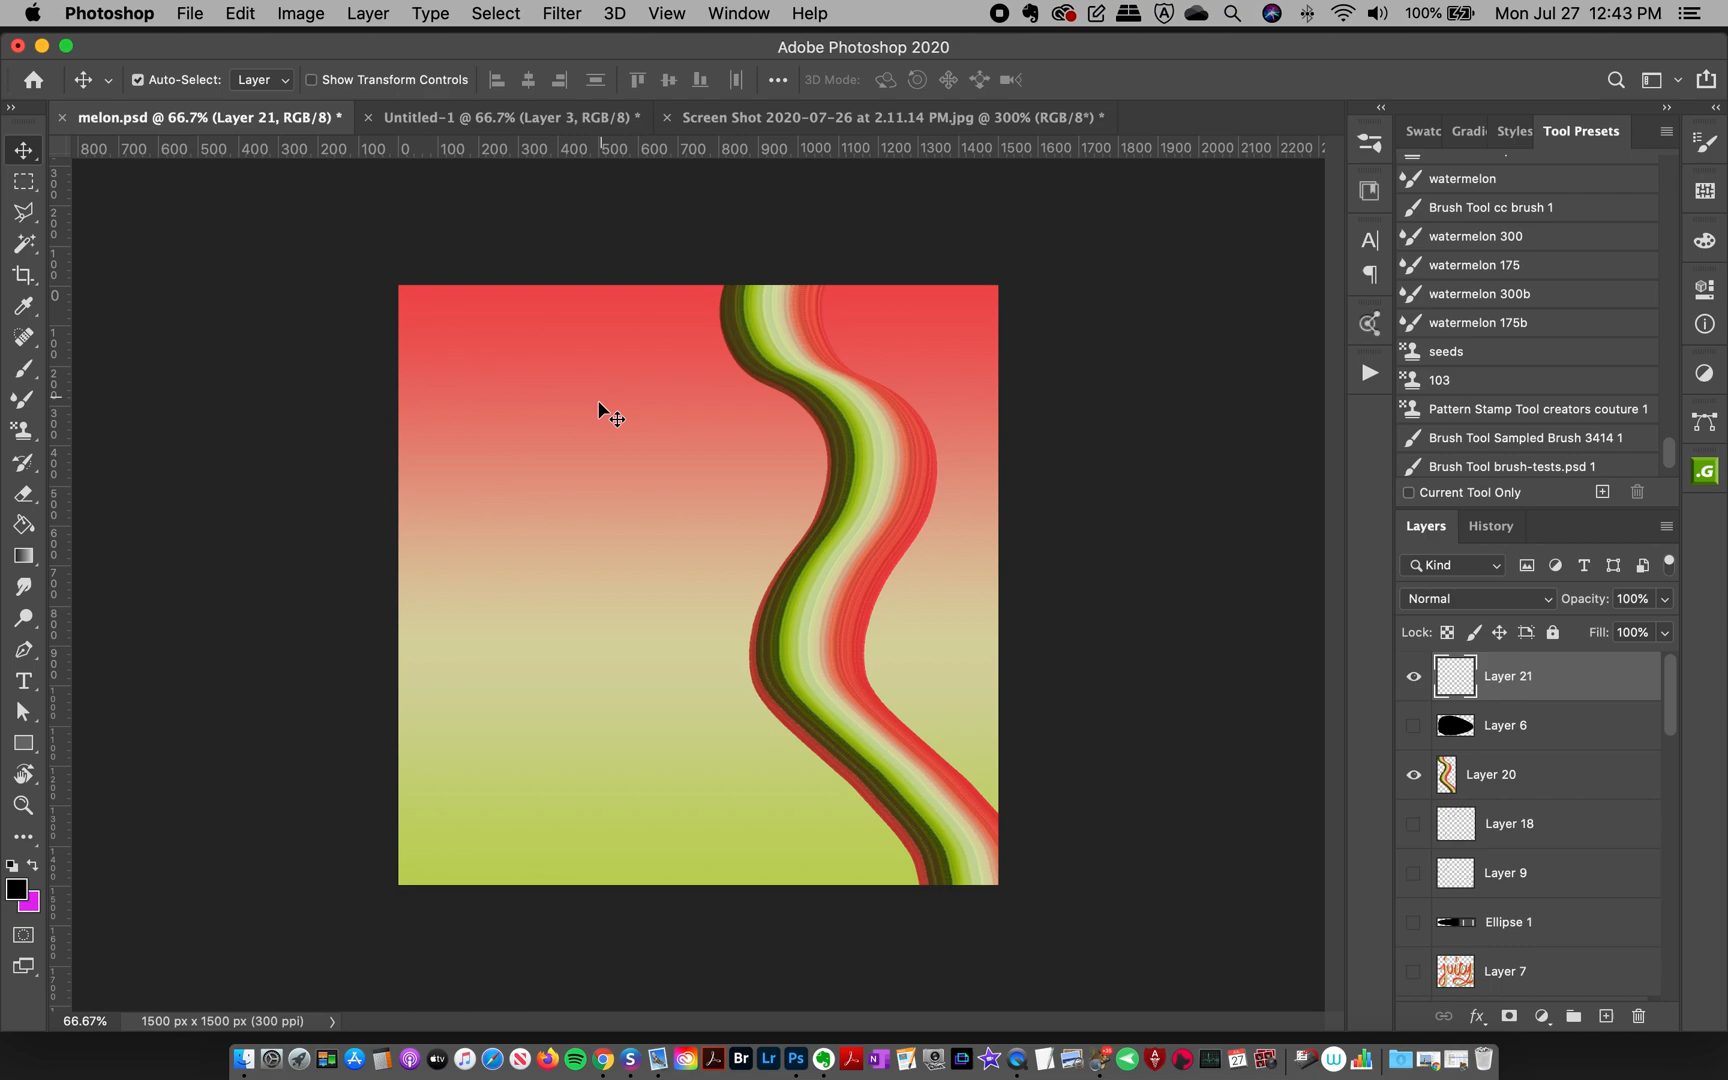 Photoshop File Edit Image Layer Type Select Filter 3D View Window Help 100% Mon Jul 27 12:43 PM
Adobe Photoshop 2020
Auto-Select: Layer Show Transform Controls 3D Mode:
melon.psd @ 66.7% (Layer 21, RGB/8) * Untitled-1 @ 66.7% (Layer 3, RGB/8) * Screen Shot 2020-07-26 at 2.11.14 PM.jpg @ 300% (RGB/8*) *
800 700 600 500 400 300 200 100 0 100 200 300 400 500 600 700 800 900 1000 1100 1200 1300 1400 1500 1600 1700 1800 1900 2000 2100 2200
Swatc Gradi Styles Tool Presets
watermelon
Brush Tool cc brush 1
watermelon 300
watermelon 175
watermelon 300b
watermelon 175b
seeds
103
Pattern Stamp Tool creators couture 1
Brush Tool Sampled Brush 3414 1
Brush Tool brush-tests.psd 1
Current Tool Only
Layers History
Kind
Normal Opacity: 100%
Lock: Fill: 100%
Layer 21
Layer 6
Layer 20
Layer 18
Layer 9
Ellipse 1
juicy
Layer 7
66.67% 1500 px x 1500 px (300 ppi)
Br Lr Ps